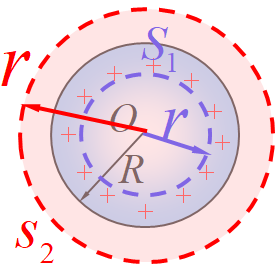 S₁
r
O
r
R
S₂
+ + + + + + + + + + + +